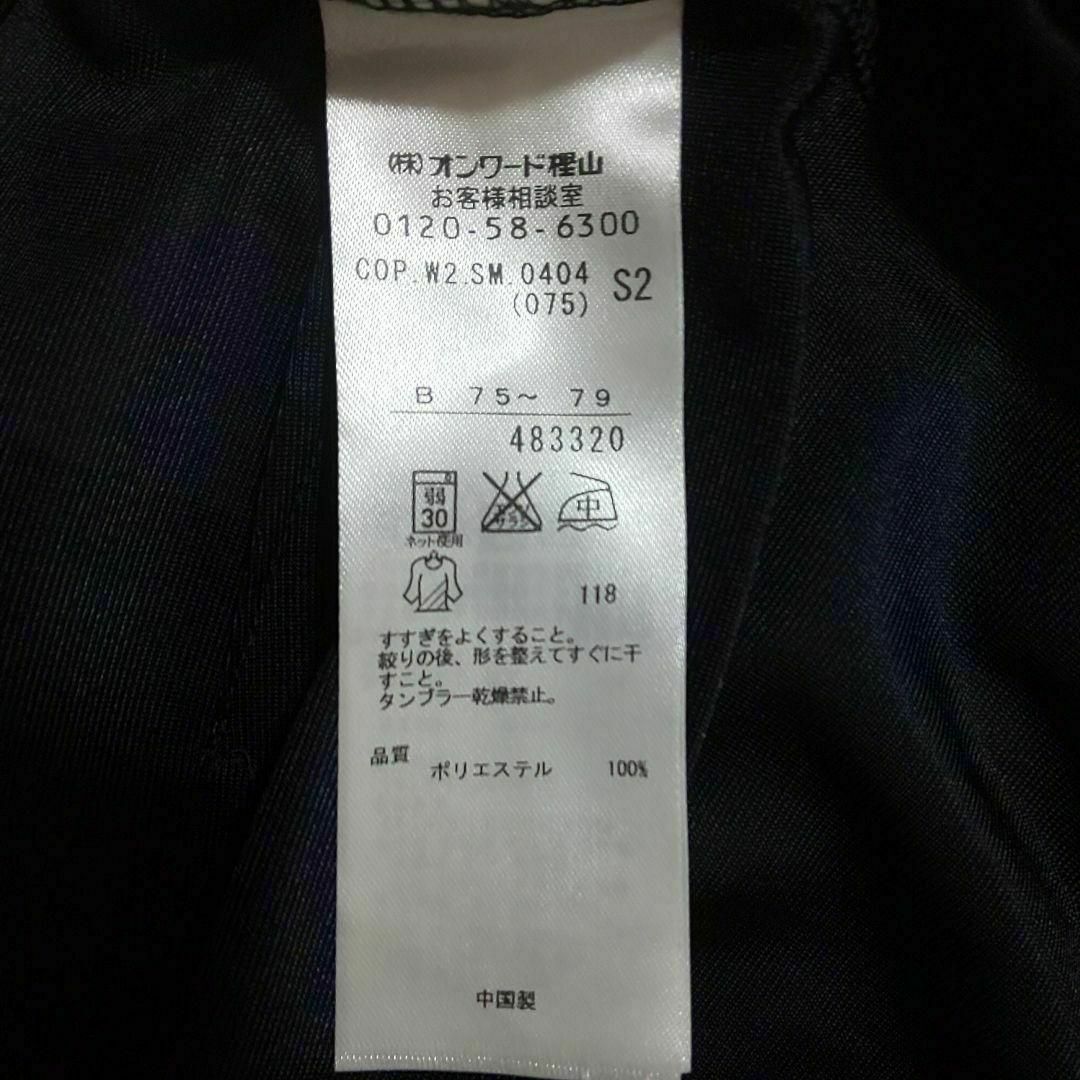 (株)オンワード樫山
お客様相談室
0120-58-6300
COP.W2.SM.0404 S2
(075)
B 75〜 79
483320
弱
30
中
ネット使用
118
すすぎをよくすること。
絞りの後、形を整えてすぐに干
すこと。
タンブラー乾燥禁止。
品質
ポリエステル 100%
中国製